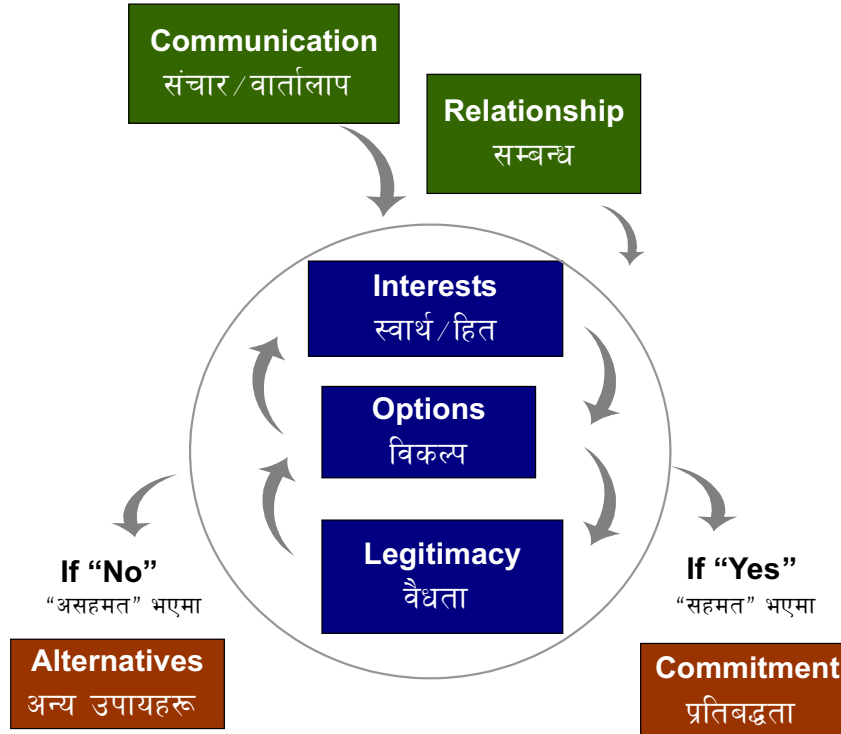 Communication
संचार/वार्तालाप
Relationship
सम्बन्ध
Interests
स्वार्थ/हित
Options
विकल्प
Legitimacy
वैधता
If “No”
“असहमत” भएमा
Alternatives
अन्य उपायहरू
If “Yes”
“सहमत” भएमा
Commitment
प्रतिबद्धता